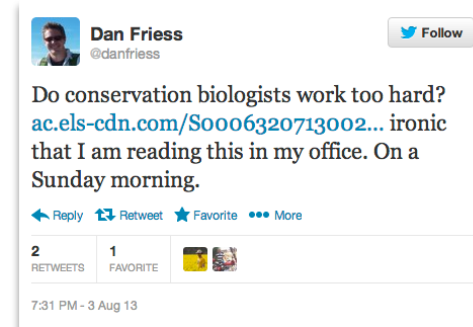 Dan Friess
@danfriess
Follow
Do conservation biologists work too hard?
ac.els-cdn.com/S0006320713002... ironic
that I am reading this in my office. On a
Sunday morning.
Reply Retweet Favorite More
2 1
RETWEETS FAVORITE
7:31 PM - 3 Aug 13